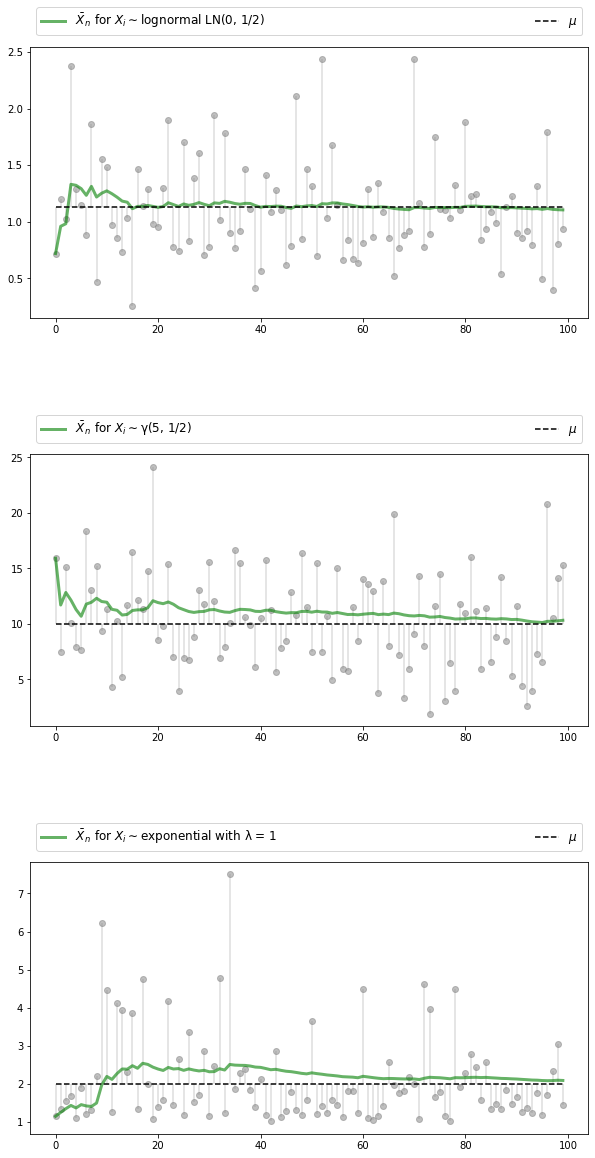 X̄n for Xi ∼ lognormal LN(0, 1/2) μ
2.5
2.0
1.5
1.0
0.5
0 20 40 60 80 100
X̄n for Xi ∼ γ(5, 1/2) μ
25
20
15
10
5
0 20 40 60 80 100
X̄n for Xi ∼ exponential with λ = 1 μ
7
6
5
4
3
2
1
0 20 40 60 80 100